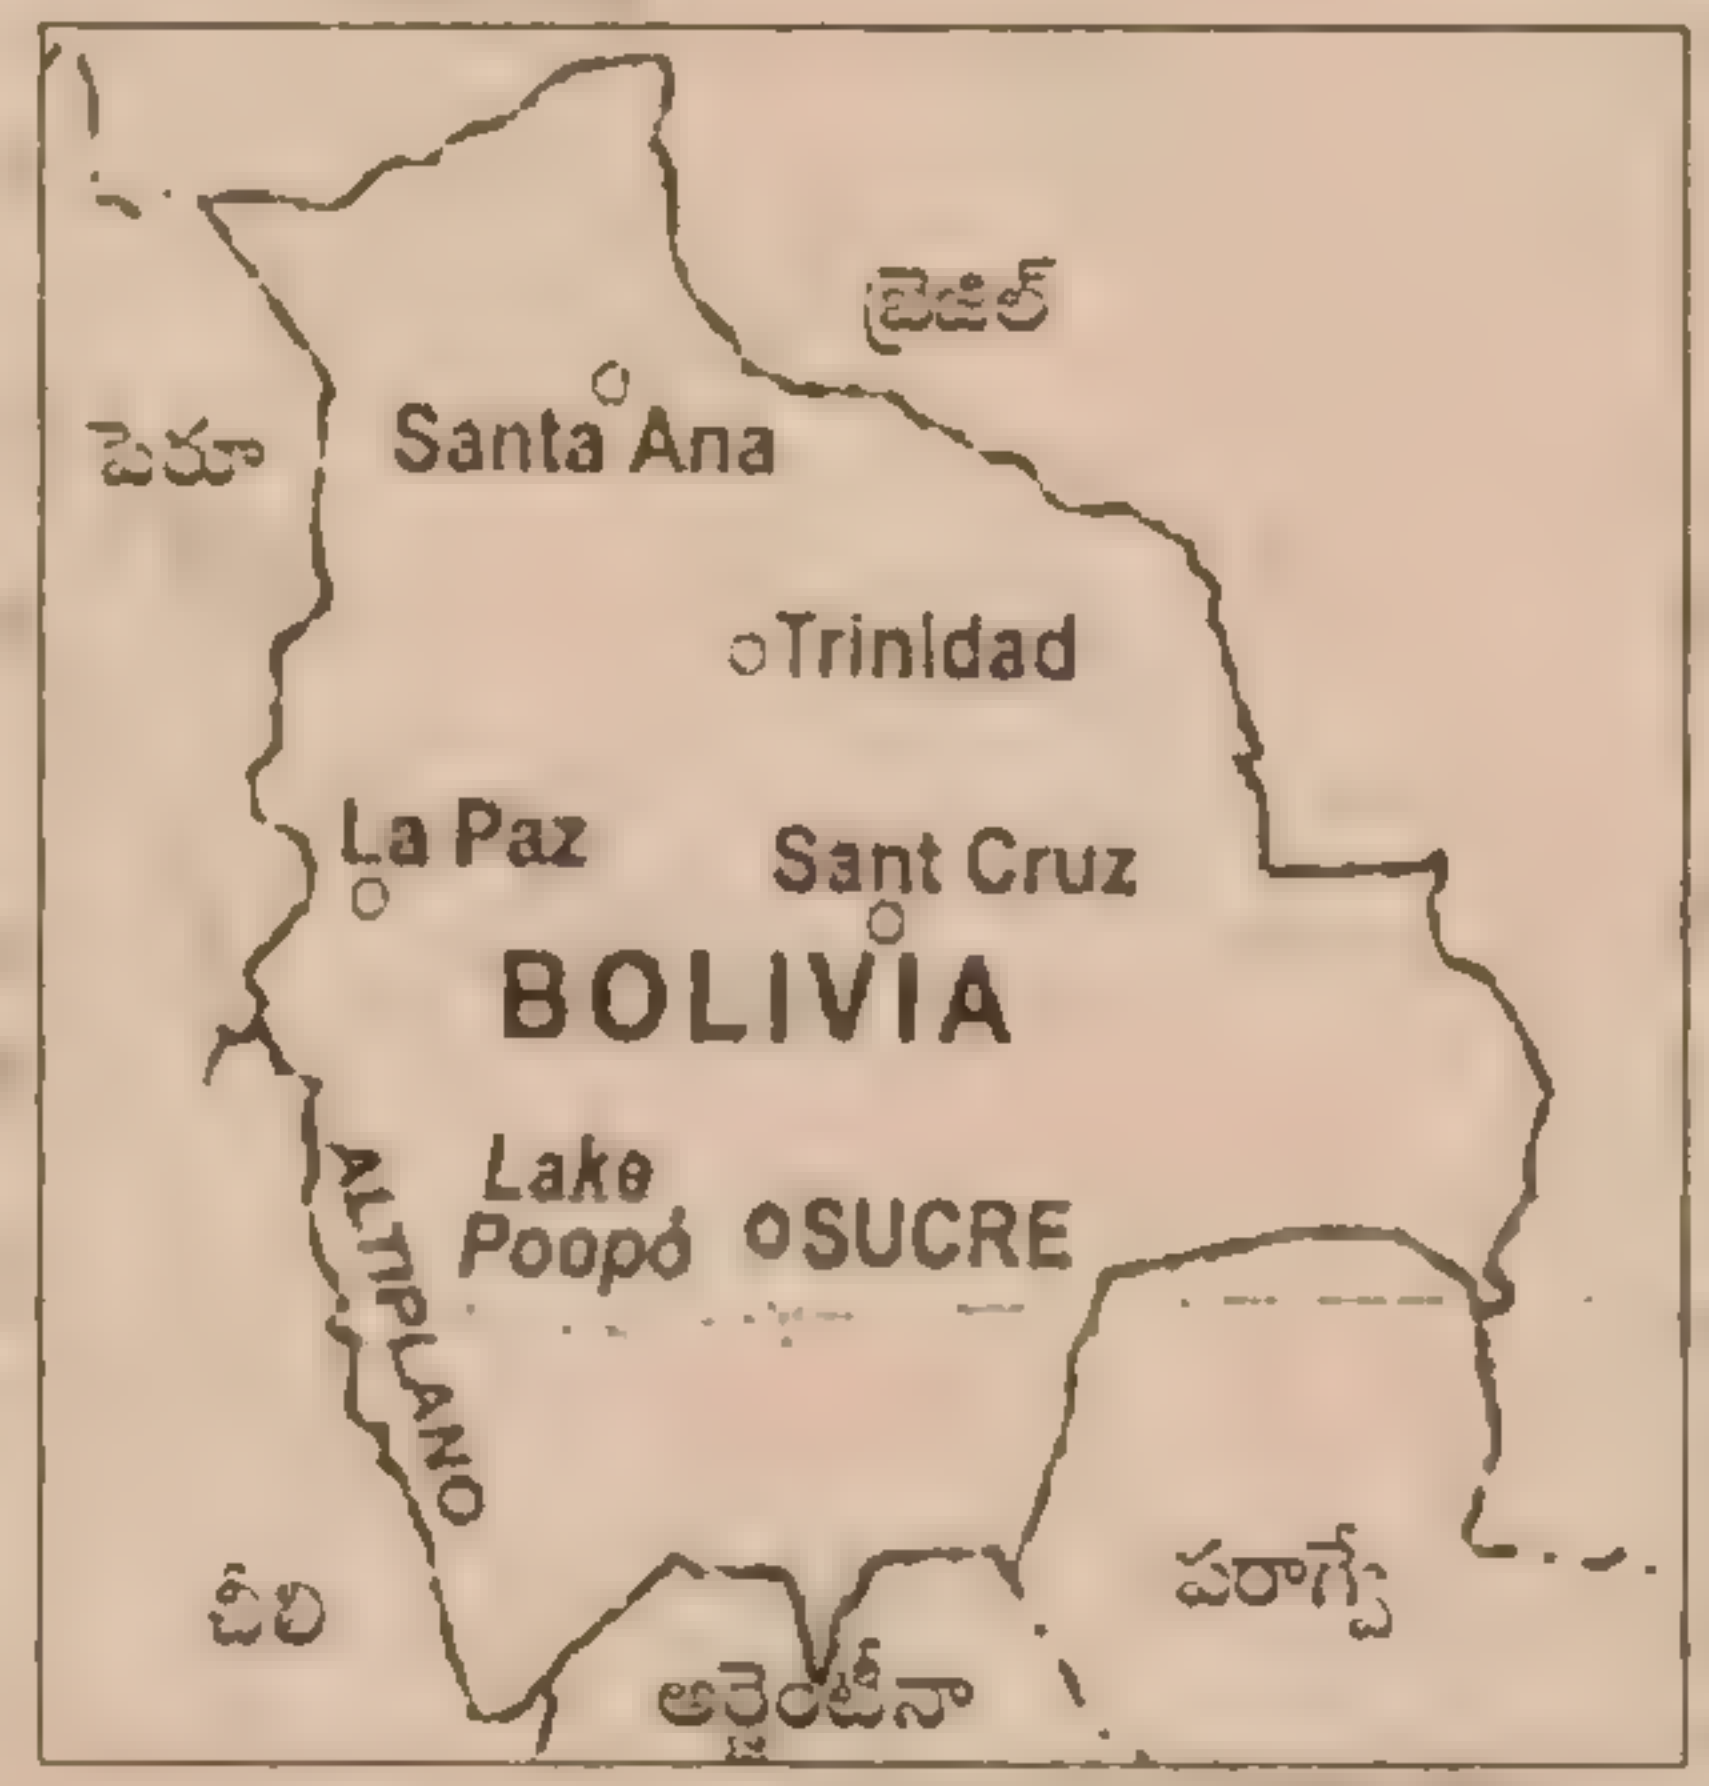 బ్రెజిల్
పెరూ
Santa Ana
Trinidad
La Paz
Sant Cruz
BOLIVIA
Lake
Poopó
SUCRE
ALTIPLANO
చిలి
పరాగ్వే
అర్జెంటీనా